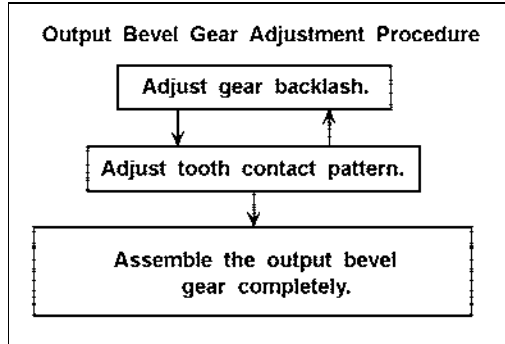 Output Bevel Gear Adjustment Procedure
Adjust gear backlash.
Adjust tooth contact pattern.
Assemble the output bevel
gear completely.